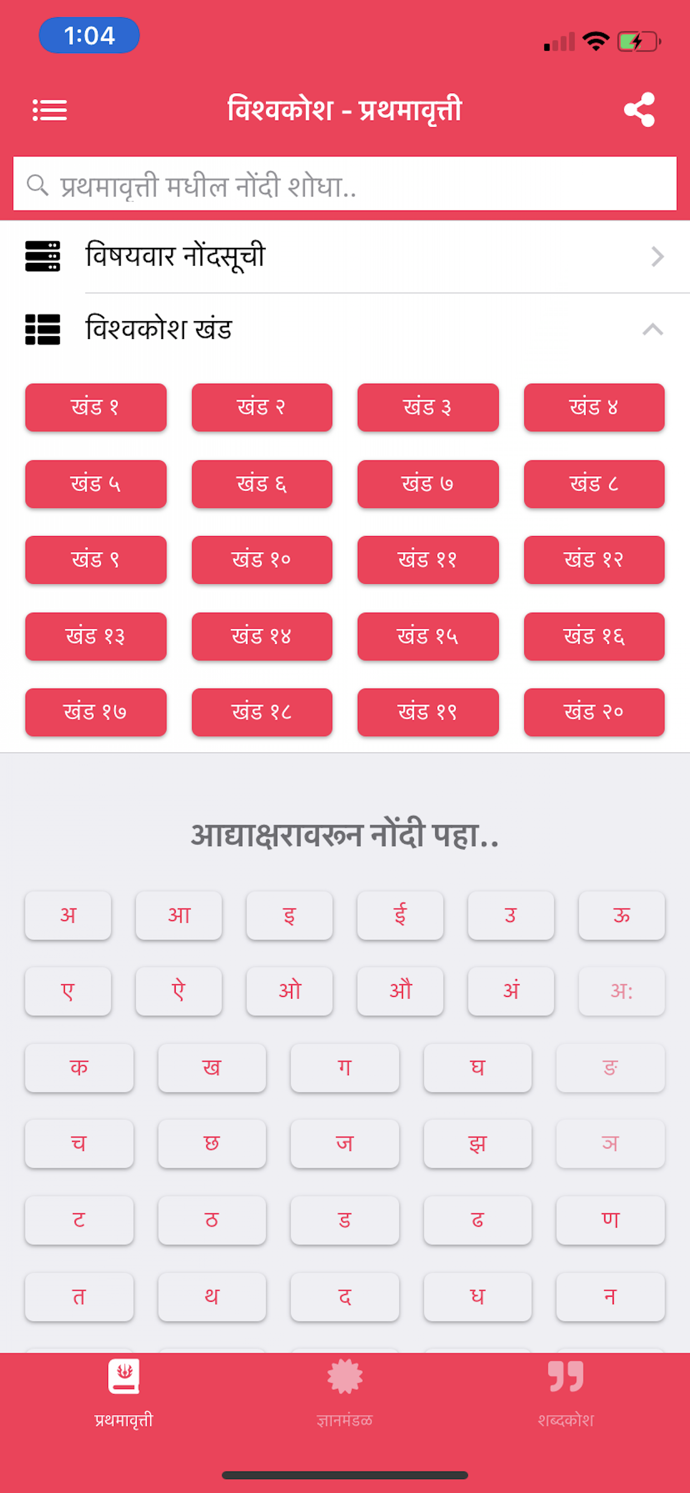 1:04
विश्वकोश - प्रथमावृत्ती
प्रथमावृत्ती मधील नोंदी शोधा..
विषयवार नोंदसूची
विश्वकोश खंड
खंड १ खंड २ खंड ३ खंड ४
खंड ५ खंड ६ खंड ७ खंड ८
खंड ९ खंड १० खंड ११ खंड १२
खंड १३ खंड १४ खंड १५ खंड १६
खंड १७ खंड १८ खंड १९ खंड २०
आद्याक्षरावरून नोंदी पहा..
अ आ इ ई उ ऊ
ए ऐ ओ औ अं अ:
क ख ग घ ङ
च छ ज झ ञ
ट ठ ड ढ ण
त थ द ध न
प्रथमावृत्ती ज्ञानमंडळ शब्दकोश